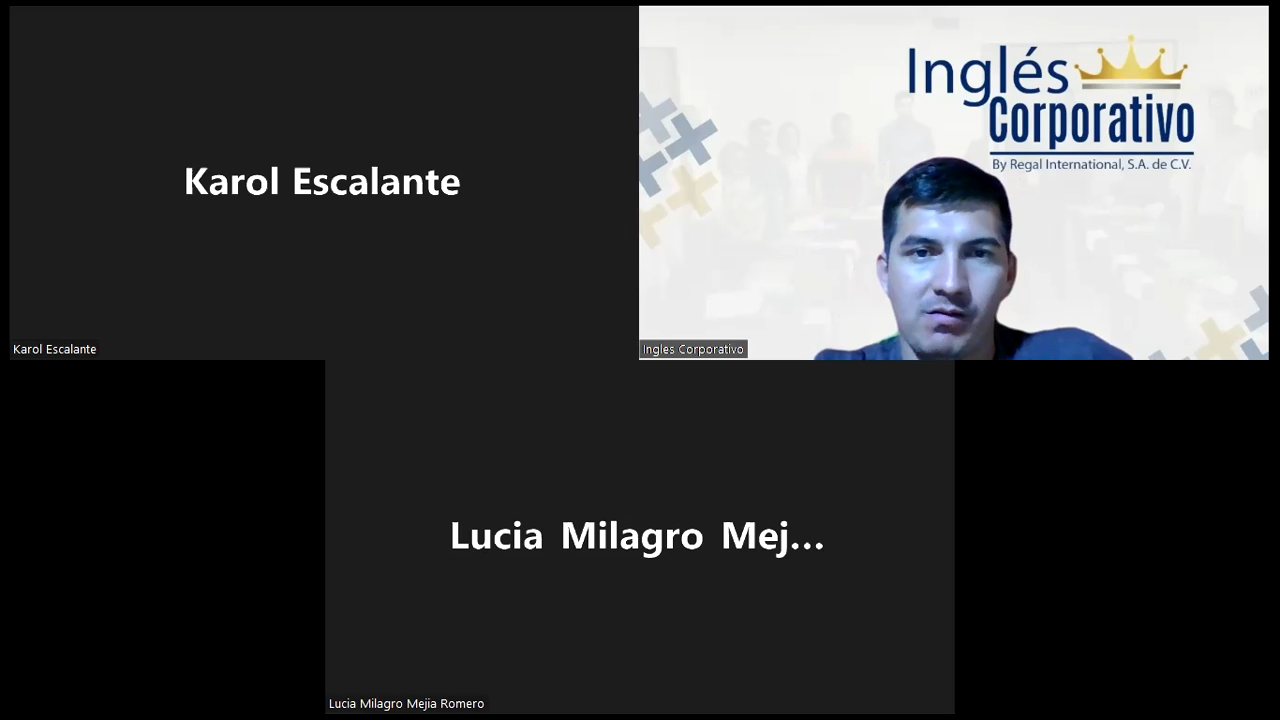 Karol Escalante
Karol Escalante
Inglés
Corporativo
By Regal International, S.A. de C.V.
Ingles Corporativo
Lucia Milagro Mej...
Lucia Milagro Mejia Romero